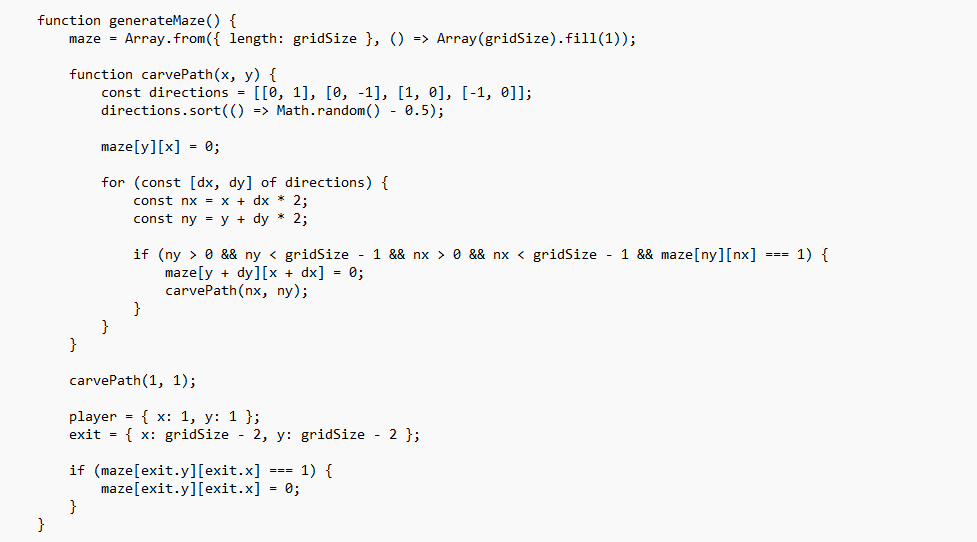 function generateMaze() {
    maze = Array.from({ length: gridSize }, () => Array(gridSize).fill(1));

    function carvePath(x, y) {
        const directions = [[0, 1], [0, -1], [1, 0], [-1, 0]];
        directions.sort(() => Math.random() - 0.5);

        maze[y][x] = 0;

        for (const [dx, dy] of directions) {
            const nx = x + dx * 2;
            const ny = y + dy * 2;

            if (ny > 0 && ny < gridSize - 1 && nx > 0 && nx < gridSize - 1 && maze[ny][nx] === 1) {
                maze[y + dy][x + dx] = 0;
                carvePath(nx, ny);
            }
        }
    }

    carvePath(1, 1);

    player = { x: 1, y: 1 };
    exit = { x: gridSize - 2, y: gridSize - 2 };

    if (maze[exit.y][exit.x] === 1) {
        maze[exit.y][exit.x] = 0;
    }
}